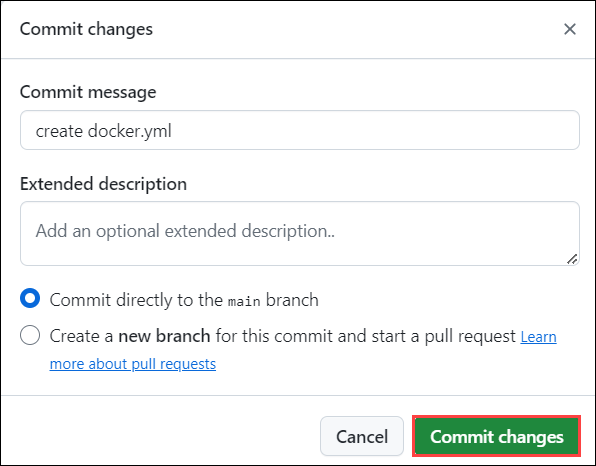 Commit changes
Commit message
create docker.yml
Extended description
Add an optional extended description..
Commit directly to the main branch
Create a new branch for this commit and start a pull request Learn
more about pull requests
Cancel
Commit changes